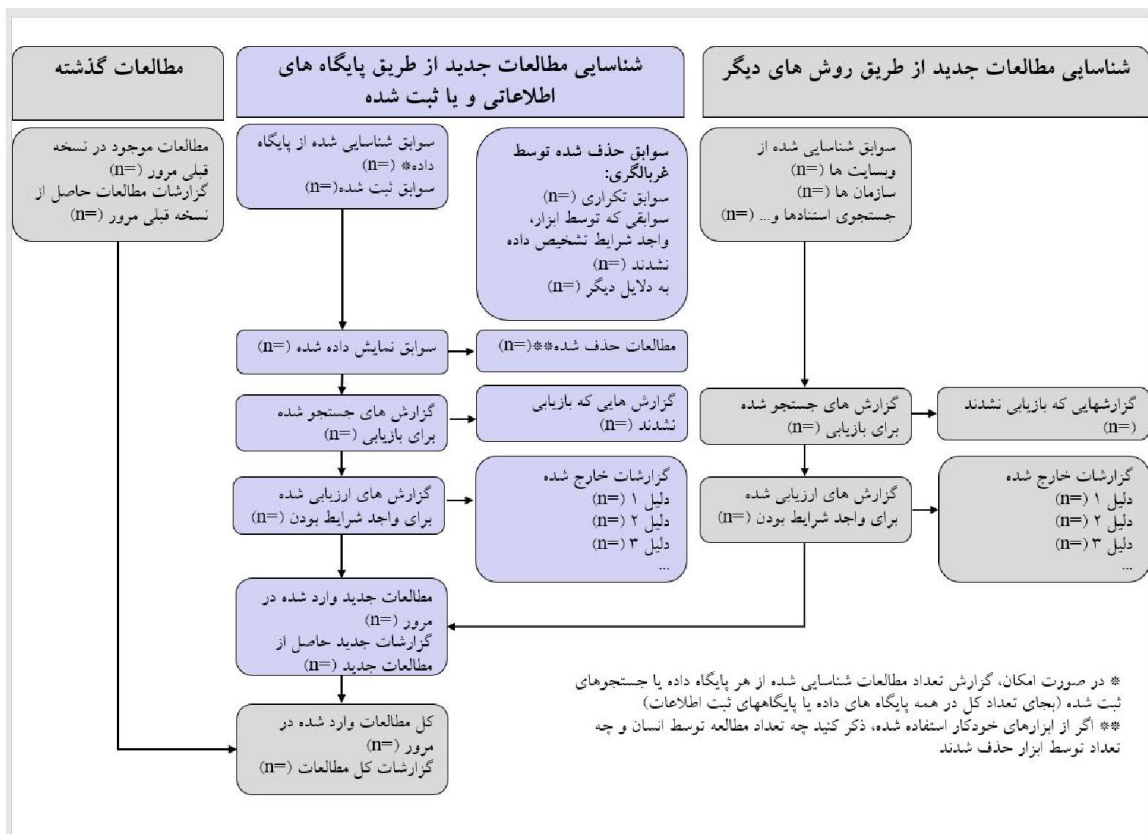 شناسایی مطالعات جدید از طریق روش های دیگر
شناسایی مطالعات جدید از طریق پایگاه های
اطلاعاتی و یا ثبت شده
مطالعات گذشته
سوابق شناسایی شده از
وبسایت ها (n=)
سازمان ها (n=)
جستجوی استنادها و... (n=)
سوابق حذف شده توسط
غربالگری:
سوابق تکراری (n=)
سوابقی که توسط ابزار،
واجد شرایط تشخیص داده
نشدند (n=)
به دلایل دیگر (n=)
سوابق شناسایی شده از پایگاه
داده* (n=)
سوابق ثبت شده(n=)
مطالعات موجود در نسخه
قبلی مرور (n=)
گزارشات مطالعات حاصل از
نسخه قبلی مرور (n=)
سوابق نمایش داده شده (n=)
مطالعات حذف شده**(n=)
گزارش های جستجو شده
برای بازیابی (n=)
گزارش هایی که بازیابی
نشدند (n=)
گزارش های جستجو شده
برای بازیابی (n=)
گزارشهایی که بازیابی نشدند
(n=)
گزارش های ارزیابی شده
برای واجد شرایط بودن (n=)
گزارشات خارج شده
دلیل ۱ (n=)
دلیل ۲ (n=)
دلیل ۳ (n=)
...
گزارش های ارزیابی شده
برای واجد شرایط بودن (n=)
گزارشات خارج شده
دلیل ۱ (n=)
دلیل ۲ (n=)
دلیل ۳ (n=)
...
مطالعات جدید وارد شده در
مرور (n=)
گزارشات جدید حاصل از
مطالعات جدید (n=)
کل مطالعات وارد شده در
مرور (n=)
گزارشات کل مطالعات (n=)
* در صورت امکان، گزارش تعداد مطالعات شناسایی شده از هر پایگاه داده یا جستجوهای
ثبت شده (بجای تعداد کل در همه پایگاه های داده یا پایگاههای ثبت اطلاعات)
** اگر از ابزارهای خودکار استفاده شده، ذکر کنید چه تعداد مطالعه توسط انسان و چه
تعداد توسط ابزار حذف شدند